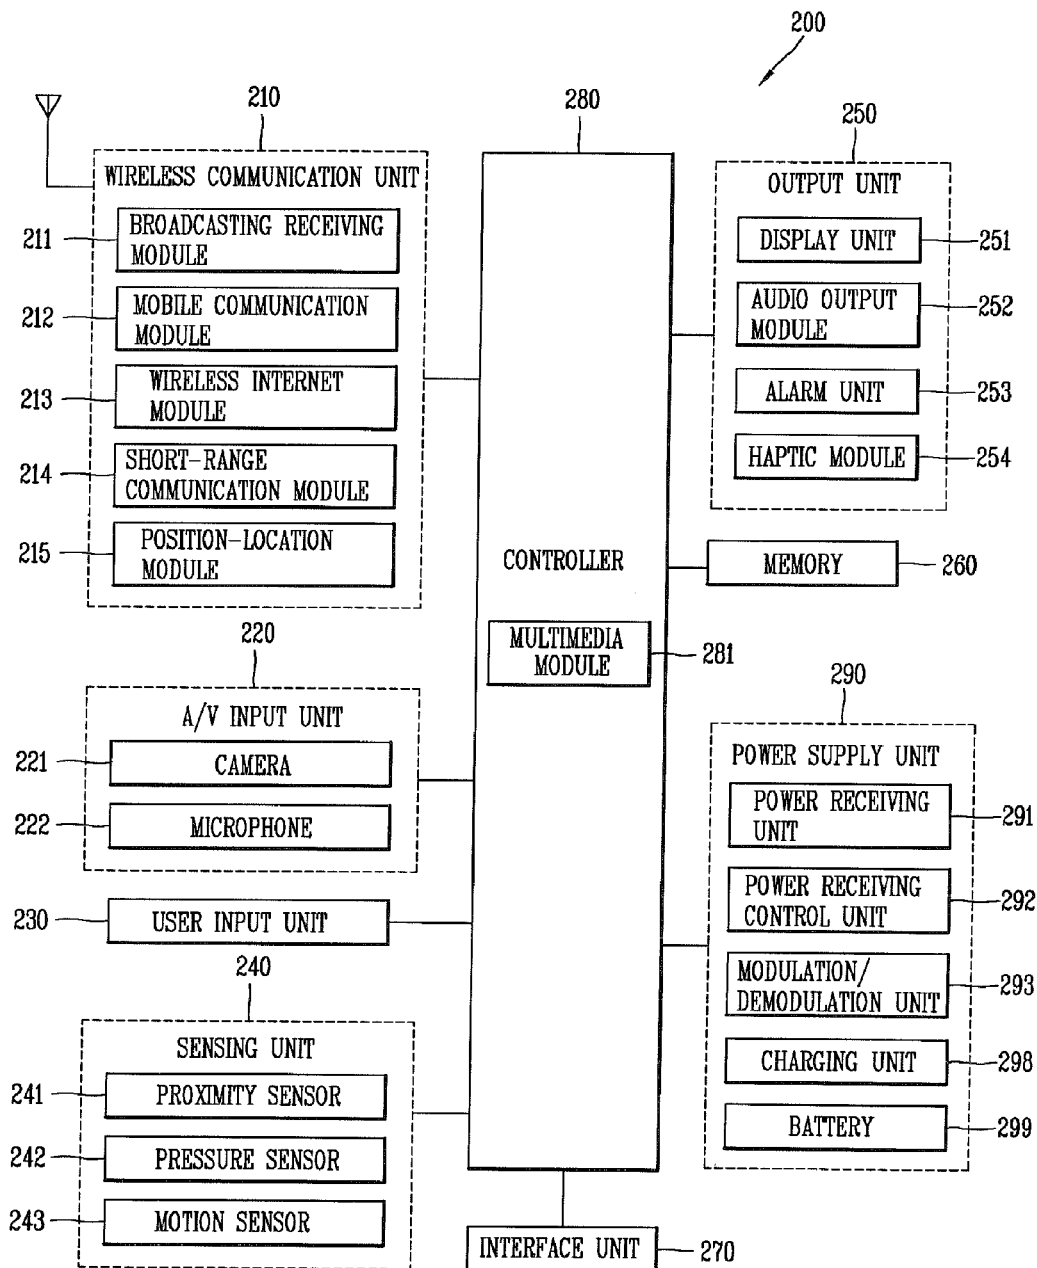 200
210
WIRELESS COMMUNICATION UNIT
211
BROADCASTING RECEIVING
MODULE
212
MOBILE COMMUNICATION
MODULE
213
WIRELESS INTERNET
MODULE
214
SHORT-RANGE
COMMUNICATION MODULE
215
POSITION-LOCATION
MODULE
220
A/V INPUT UNIT
221
CAMERA
222
MICROPHONE
230
USER INPUT UNIT
240
SENSING UNIT
241
PROXIMITY SENSOR
242
PRESSURE SENSOR
243
MOTION SENSOR
280
CONTROLLER
MULTIMEDIA
MODULE
281
INTERFACE UNIT
270
250
OUTPUT UNIT
DISPLAY UNIT
251
AUDIO OUTPUT
MODULE
252
ALARM UNIT
253
HAPTIC MODULE
254
MEMORY
260
290
POWER SUPPLY UNIT
POWER RECEIVING
UNIT
291
POWER RECEIVING
CONTROL UNIT
292
MODULATION/
DEMODULATION UNIT
293
CHARGING UNIT
298
BATTERY
299